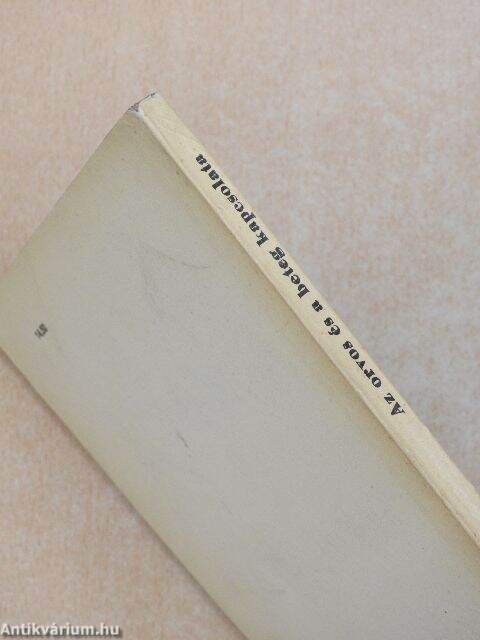 Az orvos és a beteg kapcsolata
Antikvárium.hu